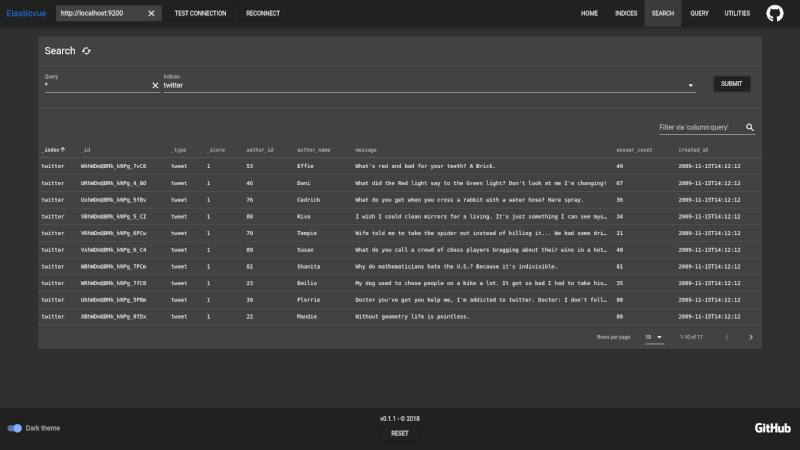 Elasticvue http://localhost:9200 TEST CONNECTION RECONNECT HOME INDICES SEARCH QUERY UTILITIES
Search
Query Indices
* twitter SUBMIT
Filter via 'column:query'
_index _id _type _score author_id author_name message answer_count created_at
twitter tweet 1 53 Effie What's red and bad for your teeth? A Brick. 49 2009-11-15T14:12:12
twitter tweet 1 46 Dani What did the Red light say to the Green light? Don't look at me I'm changing! 67 2009-11-15T14:12:12
twitter tweet 1 76 Cedrick What do you get when you cross a rabbit with a water hose? Hare spray. 36 2009-11-15T14:12:12
twitter tweet 1 88 Riva I wish I could clean mirrors for a living. It's just something I can see mys… 34 2009-11-15T14:12:12
twitter tweet 1 70 Tempie Wife told me to take the spider out instead of killing it... We had some dri… 21 2009-11-15T14:12:12
twitter tweet 1 89 Susan What do you call a crowd of chess players bragging about their wins in a hot… 48 2009-11-15T14:12:12
twitter tweet 1 82 Shanita Why do mathematicians hate the U.S.? Because it's indivisible. 81 2009-11-15T14:12:12
twitter tweet 1 23 Emilio My dog used to chase people on a bike a lot. It got so bad I had to take his… 35 2009-11-15T14:12:12
twitter tweet 1 39 Florrie Doctor you've got you help me, I'm addicted to twitter. Doctor: I don't foll… 98 2009-11-15T14:12:12
twitter tweet 1 22 Mandie Without geometry life is pointless. 80 2009-11-15T14:12:12
Rows per page: 10 1-10 of 17
v0.1.1 - © 2018
Dark theme RESET GitHub